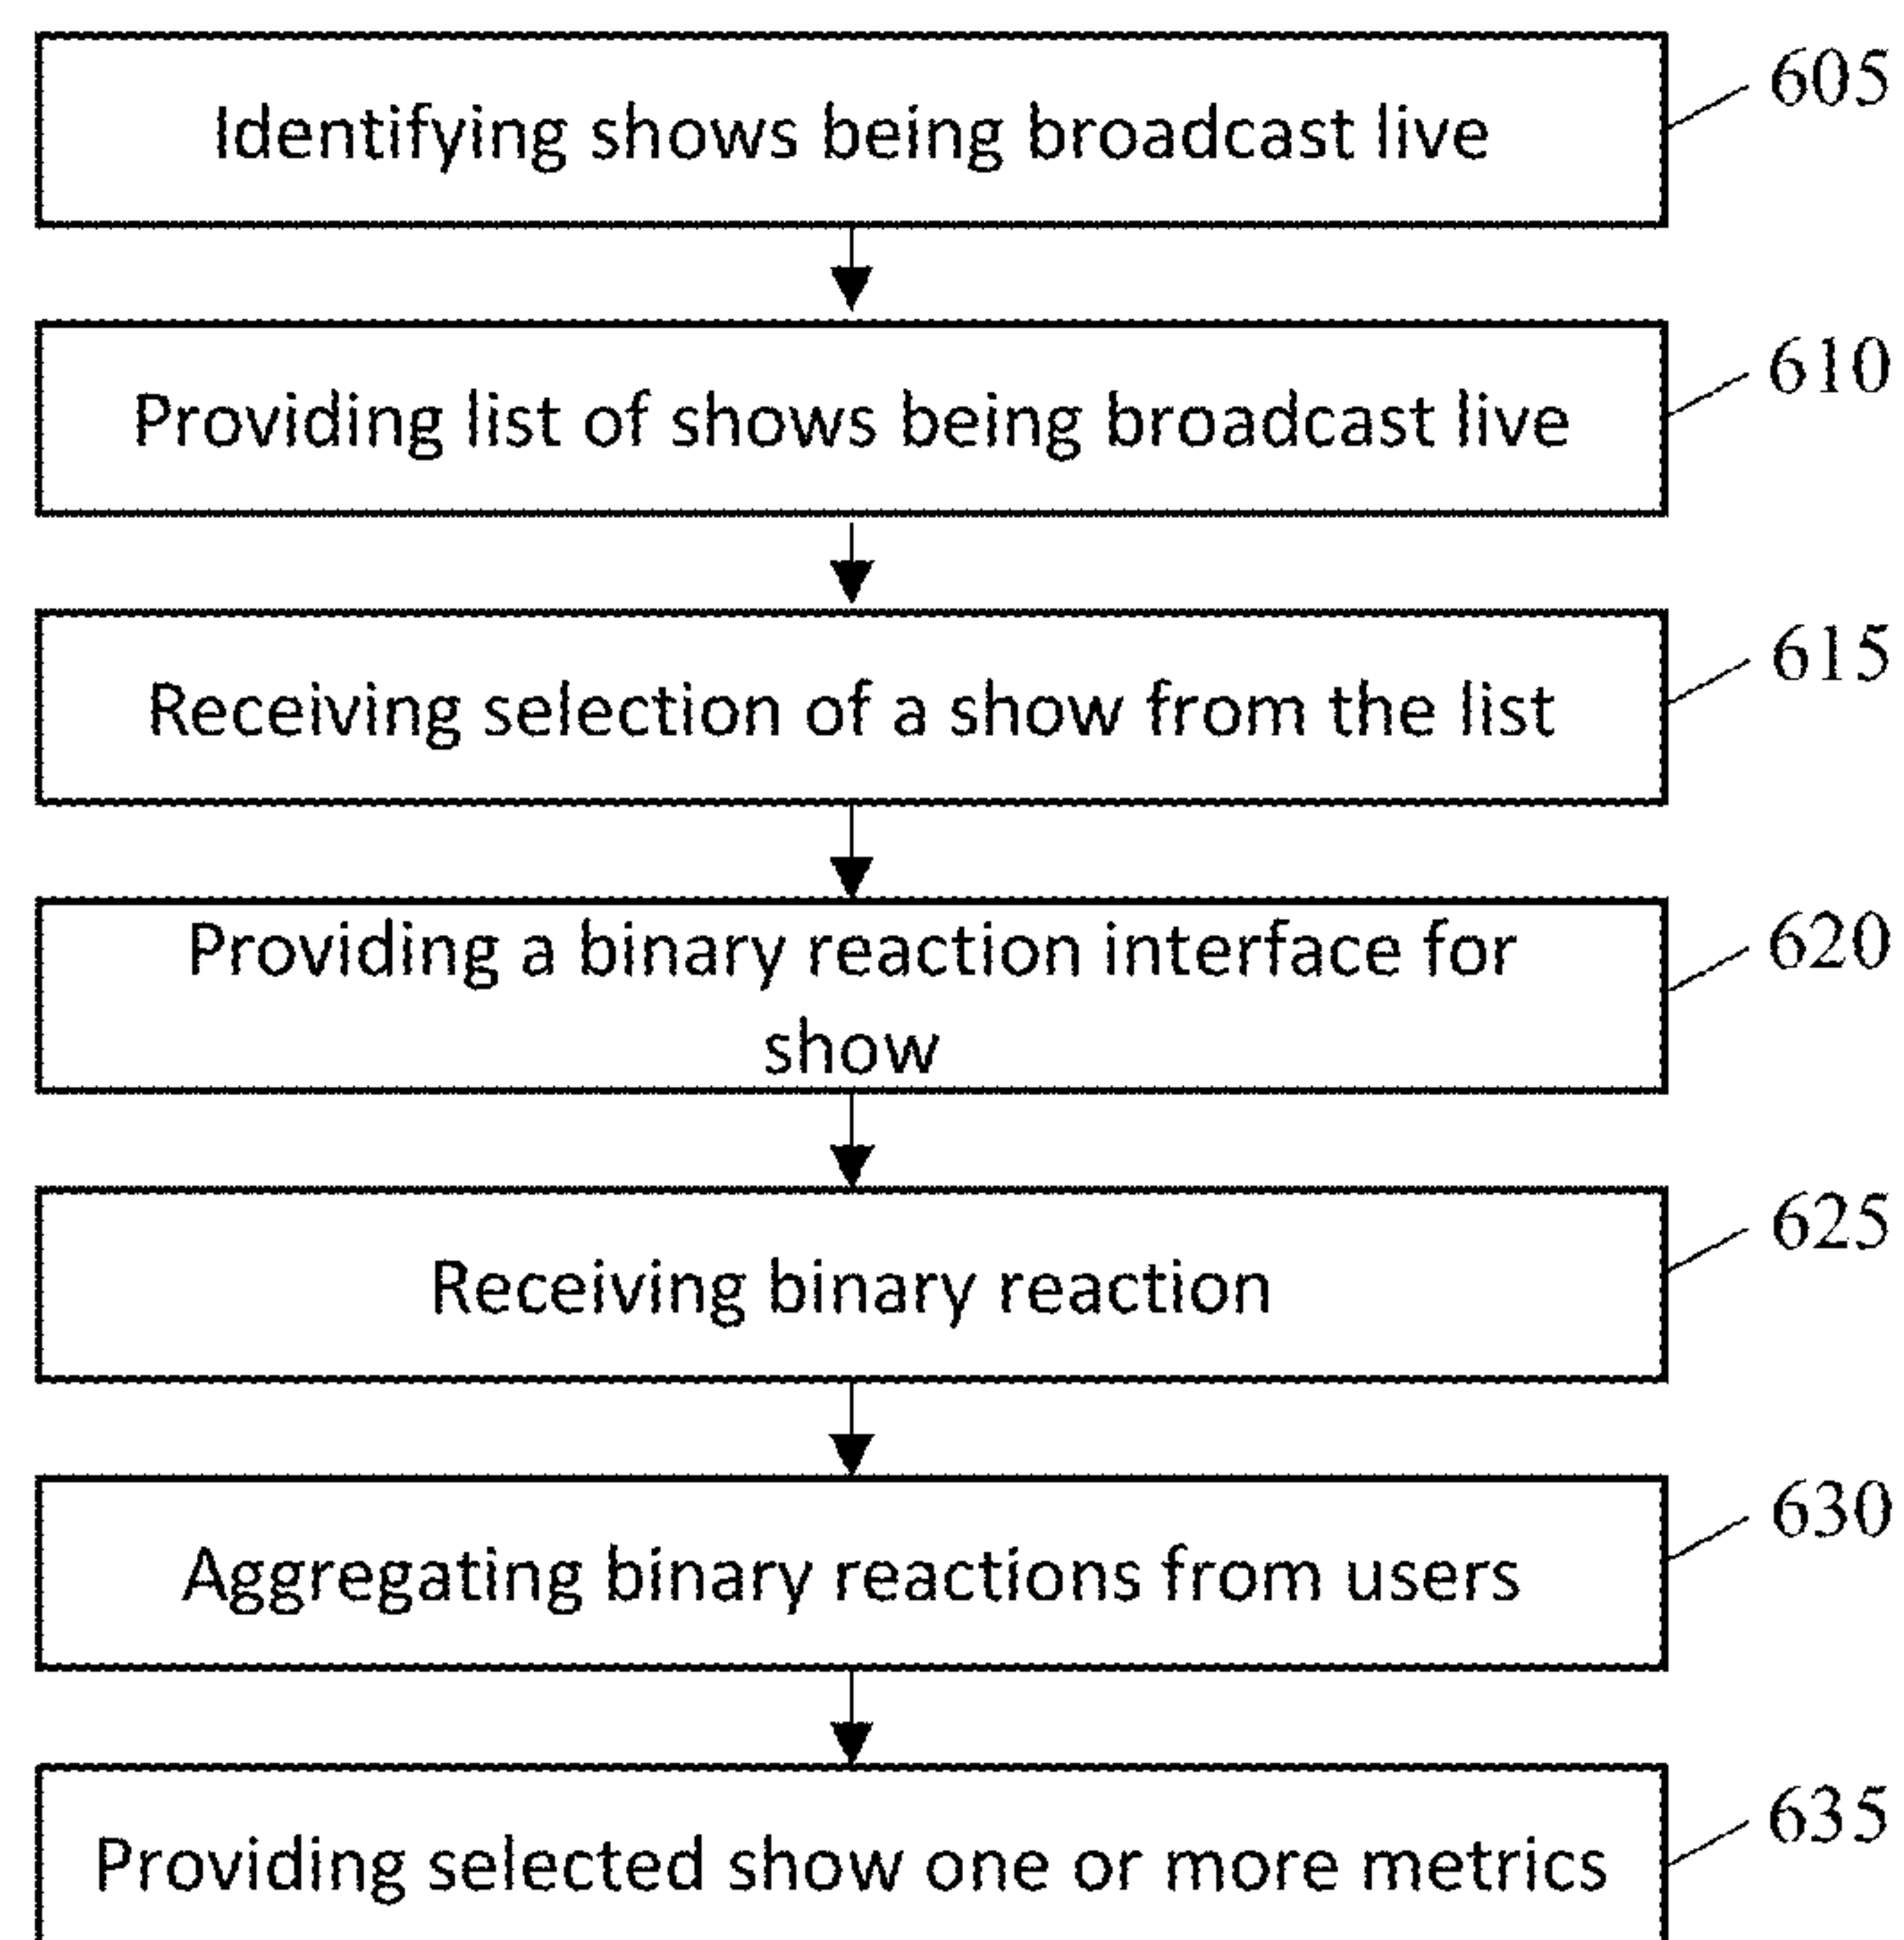 Identifying shows being broadcast live
605
Providing list of shows being broadcast live
610
Receiving selection of a show from the list
615
Providing a binary reaction interface for
show
620
Receiving binary reaction
625
Aggregating binary reactions from users
630
Providing selected show one or more metrics
635